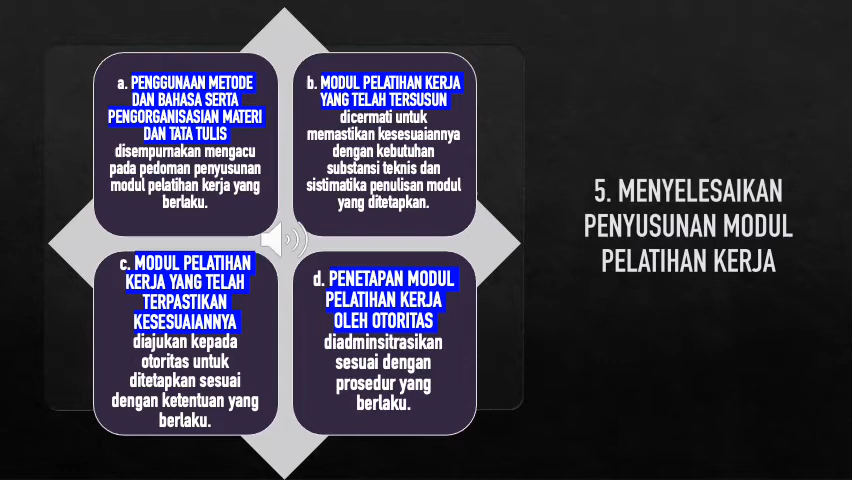 a. PENGGUNAAN METODE
DAN BAHASA SERTA
PENGORGANISASIAN MATERI
DAN TATA TULIS
disempurnakan mengacu
pada pedoman penyusunan
modul pelatihan kerja yang
berlaku.
b. MODUL PELATIHAN KERJA
YANG TELAH TERSUSUN
dicermati untuk
memastikan kesesuaiannya
dengan kebutuhan
substansi teknis dan
sistimatika penulisan modul
yang ditetapkan.
c. MODUL PELATIHAN
KERJA YANG TELAH
TERPASTIKAN
KESESUAIANNYA
diajukan kepada
otoritas untuk
ditetapkan sesuai
dengan ketentuan yang
berlaku.
d. PENETAPAN MODUL
PELATIHAN KERJA
OLEH OTORITAS
diadminsitrasikan
sesuai dengan
prosedur yang
berlaku.
5. MENYELESAIKAN
PENYUSUNAN MODUL
PELATIHAN KERJA